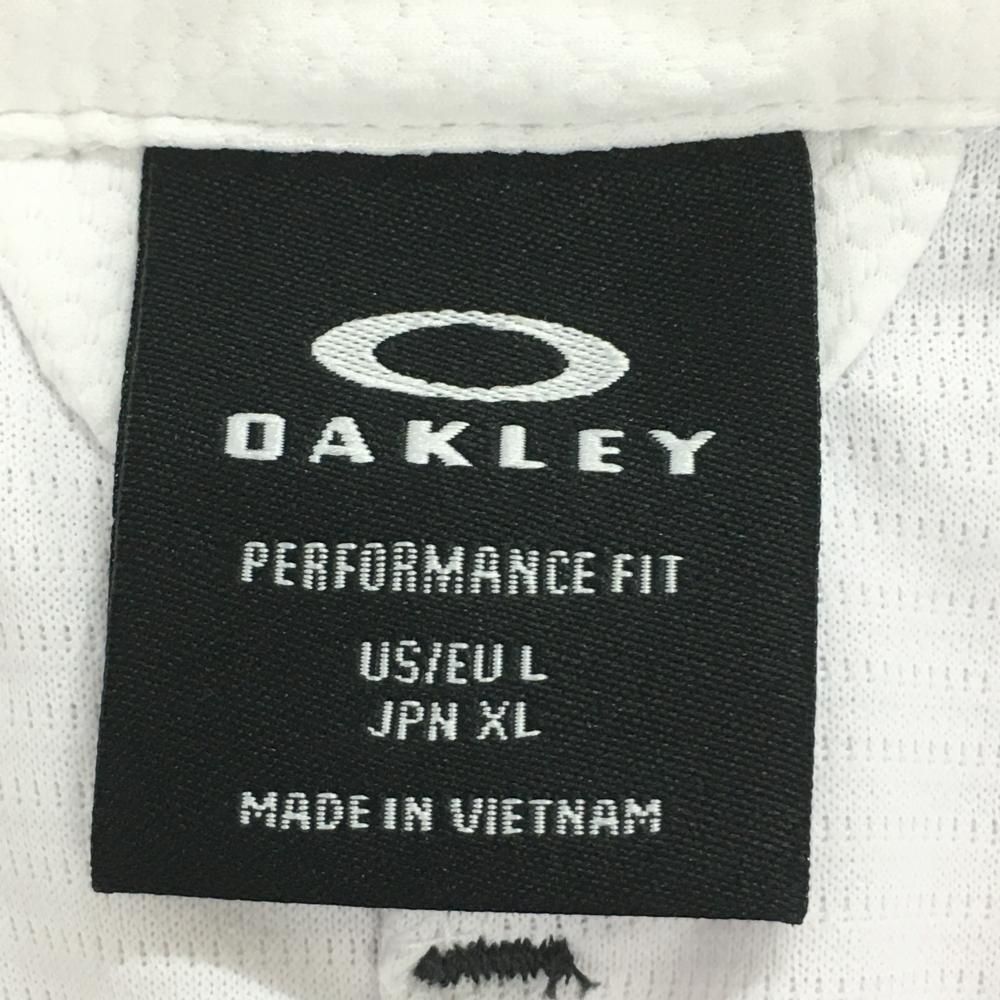 OAKLEY
PERFORMANCE FIT
US/EU L
JPN XL
MADE IN VIETNAM